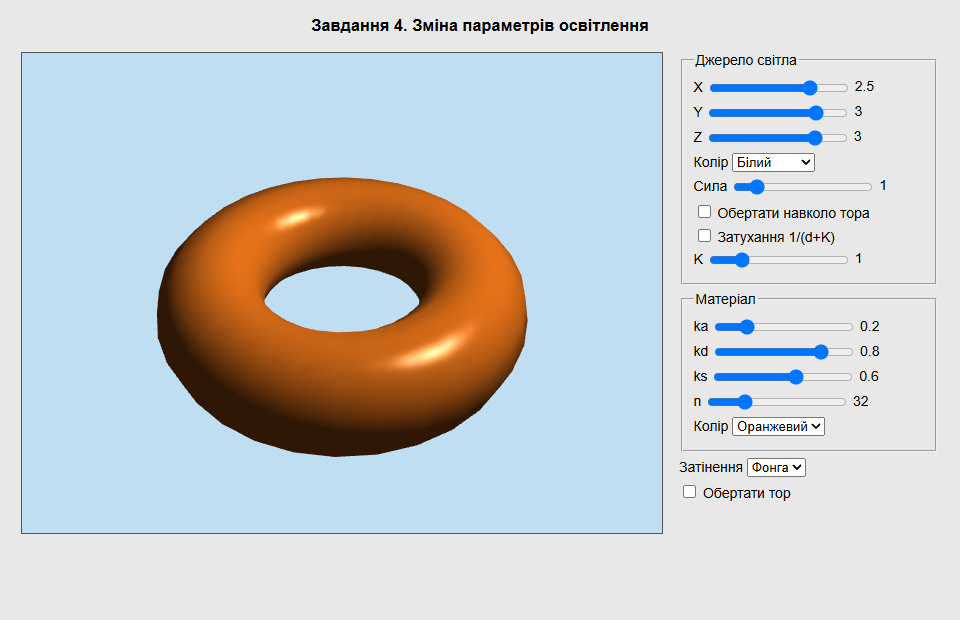 Завдання 4. Зміна параметрів освітлення
Джерело світла
X 2.5
Y 3
Z 3
Колір Білий
Сила 1
Обертати навколо тора
Затухання 1/(d+K)
K 1
Матеріал
ka 0.2
kd 0.8
ks 0.6
n 32
Колір Оранжевий
Затінення Фонга
Обертати тор